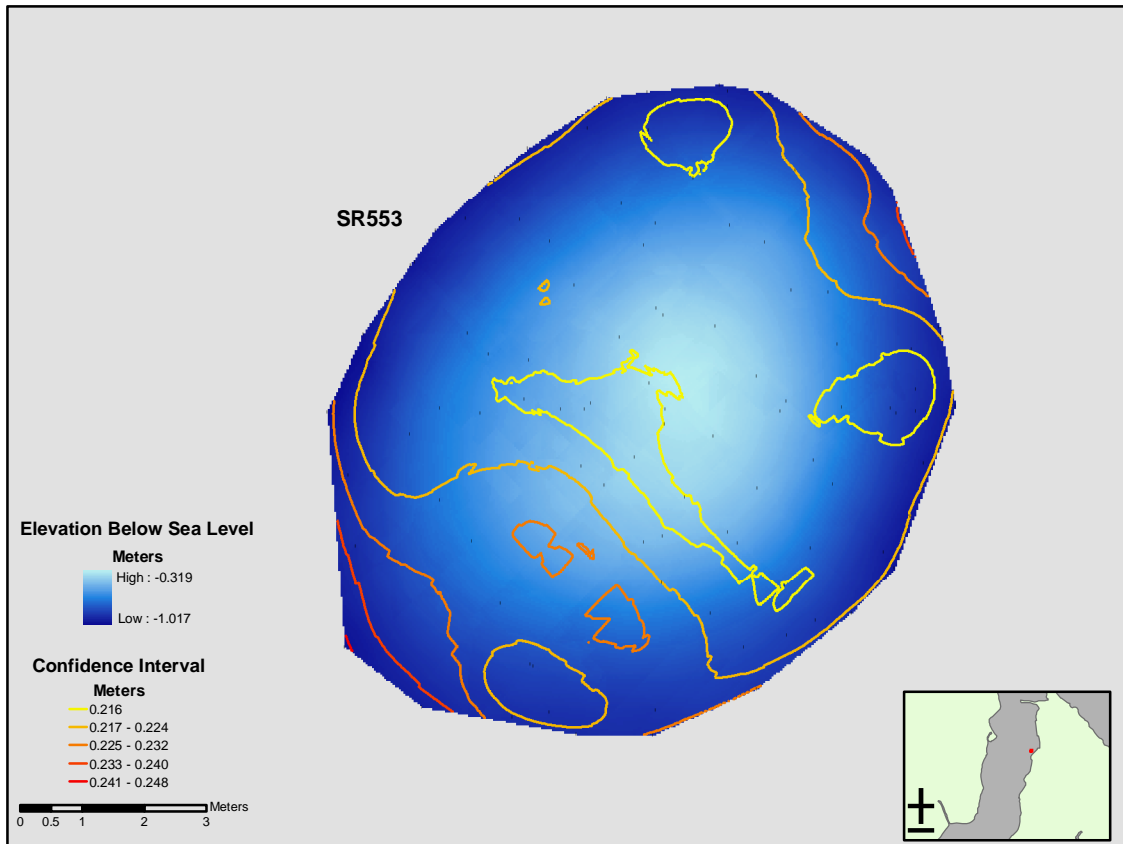 SR553
Elevation Below Sea Level
Meters
High : -0.319
Low : -1.017
Confidence Interval
Meters
0.216
0.217 - 0.224
0.225 - 0.232
0.233 - 0.240
0.241 - 0.248
Meters
0 0.5 1 2 3